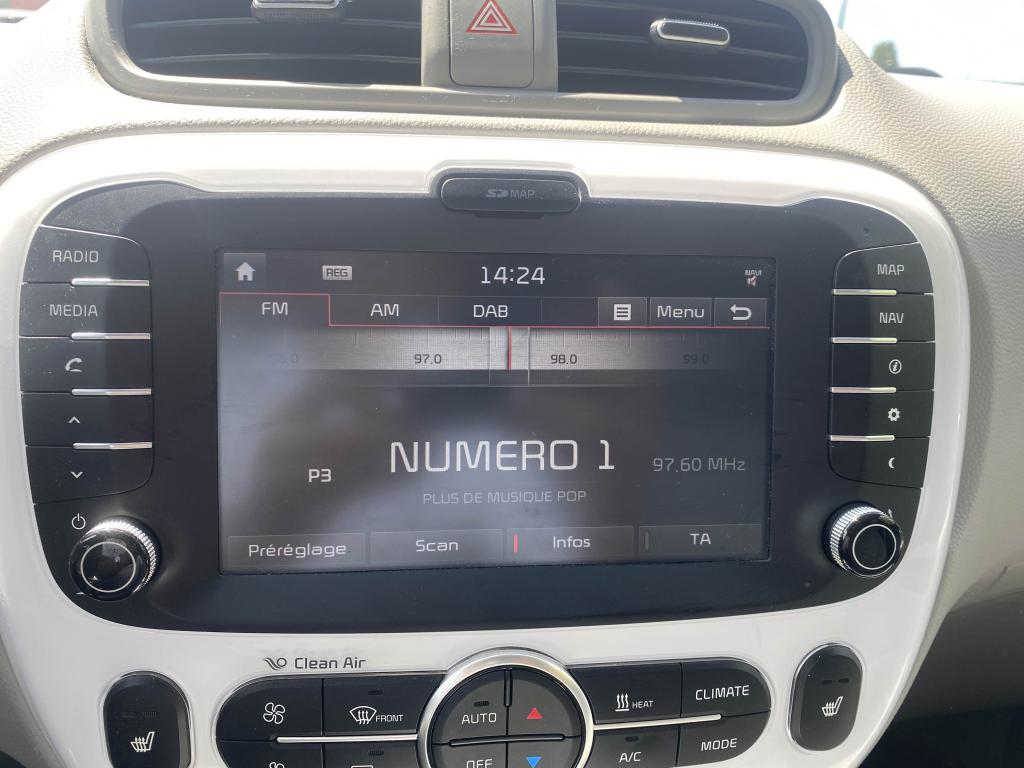 SD MAP
RADIO
MEDIA
MAP
NAV
REG
14:24
NAVI
FM AM DAB Menu
97.0 98.0 99.0
NUMERO 1
P3
97.60 MHz
PLUS DE MUSIQUE POP
Préréglage Scan Infos TA
Clean Air
FRONT
AUTO
OFF
HEAT
CLIMATE
A/C
MODE